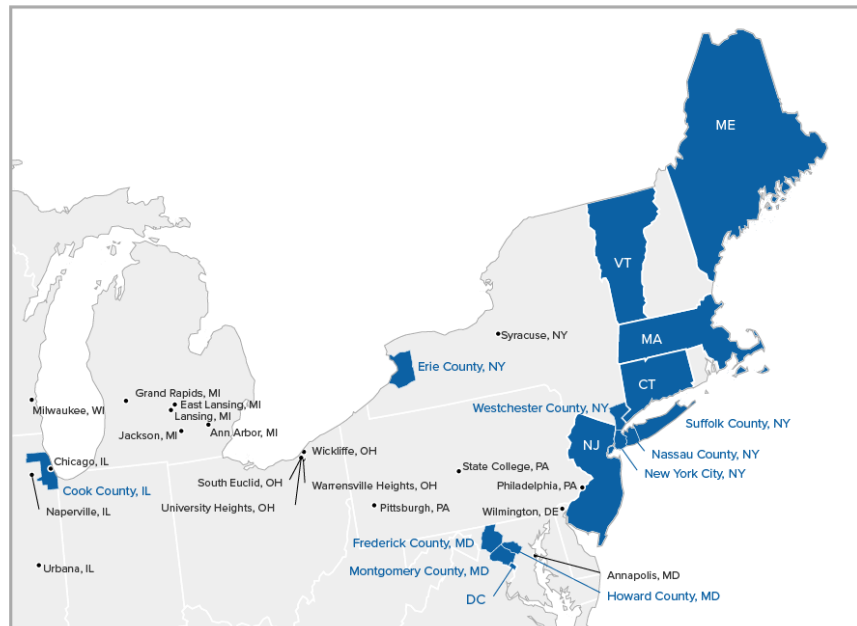 ME
VT
Syracuse, NY
MA
Erie County, NY
CT
Grand Rapids, MI
East Lansing, MI
Milwaukee, WI
Lansing, MI
Westchester County, NY
Suffolk County, NY
Jackson, MI
Ann Arbor, MI
NJ
Wickliffe, OH
Nassau County, NY
Chicago, IL
State College, PA
New York City, NY
South Euclid, OH
Warrensville Heights, OH
Philadelphia, PA
Cook County, IL
University Heights, OH
Pittsburgh, PA
Wilmington, DE
Naperville, IL
Frederick County, MD
Urbana, IL
Montgomery County, MD
Annapolis, MD
Howard County, MD
DC